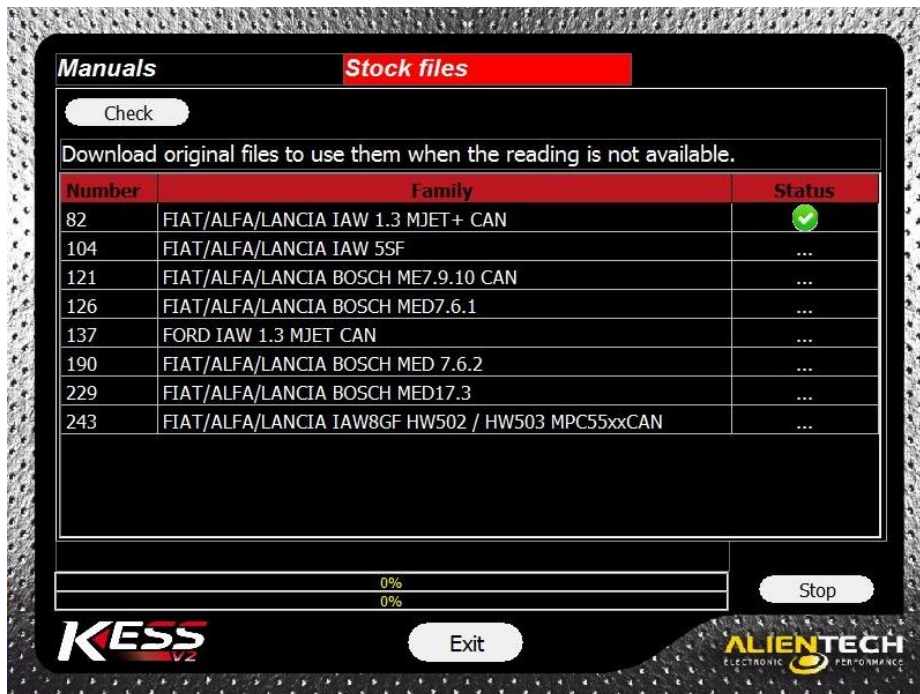 Manuals Stock files
Check
Download original files to use them when the reading is not available.
Number Family Status
82 FIAT/ALFA/LANCIA IAW 1.3 MJET+ CAN
104 FIAT/ALFA/LANCIA IAW 5SF ...
121 FIAT/ALFA/LANCIA BOSCH ME7.9.10 CAN ...
126 FIAT/ALFA/LANCIA BOSCH MED7.6.1 ...
137 FORD IAW 1.3 MJET CAN ...
190 FIAT/ALFA/LANCIA BOSCH MED 7.6.2 ...
229 FIAT/ALFA/LANCIA BOSCH MED17.3 ...
243 FIAT/ALFA/LANCIA IAW8GF HW502 / HW503 MPC55xxCAN ...
0%
0%
Stop
KESS
V2
Exit
ALIENTECH
ELECTRONIC PERFORMANCE